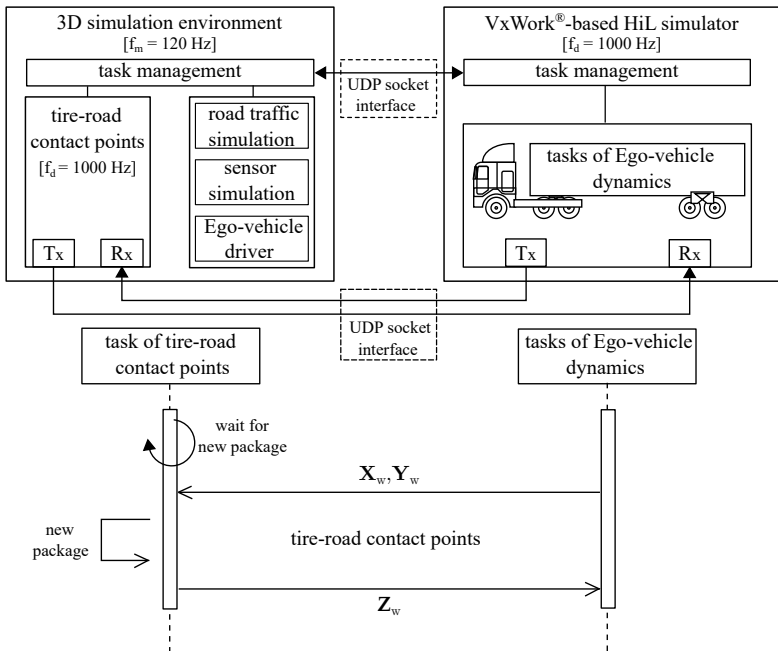 3D simulation environment
[fm = 120 Hz]
task management
tire-road
contact points
[fd = 1000 Hz]
road traffic
simulation
sensor
simulation
Ego-vehicle
driver
Tx
Rx
UDP socket
interface
VxWork®-based HiL simulator
[fd = 1000 Hz]
task management
tasks of Ego-vehicle
dynamics
Tx
Rx
UDP socket
interface
task of tire-road
contact points
tasks of Ego-vehicle
dynamics
wait for
new package
Xw,Yw
new
package
tire-road contact points
Zw